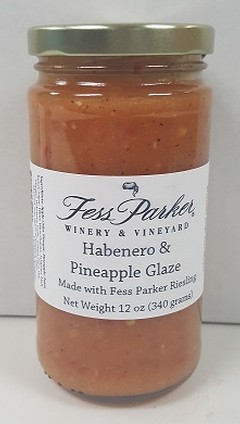 Fess Parker
WINERY & VINEYARD
Habenero &
Pineapple Glaze
Made with Fess Parker Riesling
Net Weight 12 oz (340 grams)